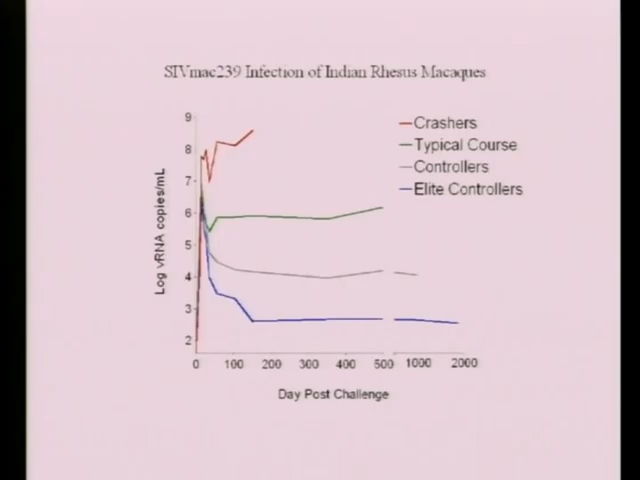 SIVmac239 Infection of Indian Rhesus Macaques
9
8
7
6
5
4
3
2
Log vRNA copies/mL
0 100 200 300 400 500 1000 2000
Day Post Challenge
Crashers
Typical Course
Controllers
Elite Controllers